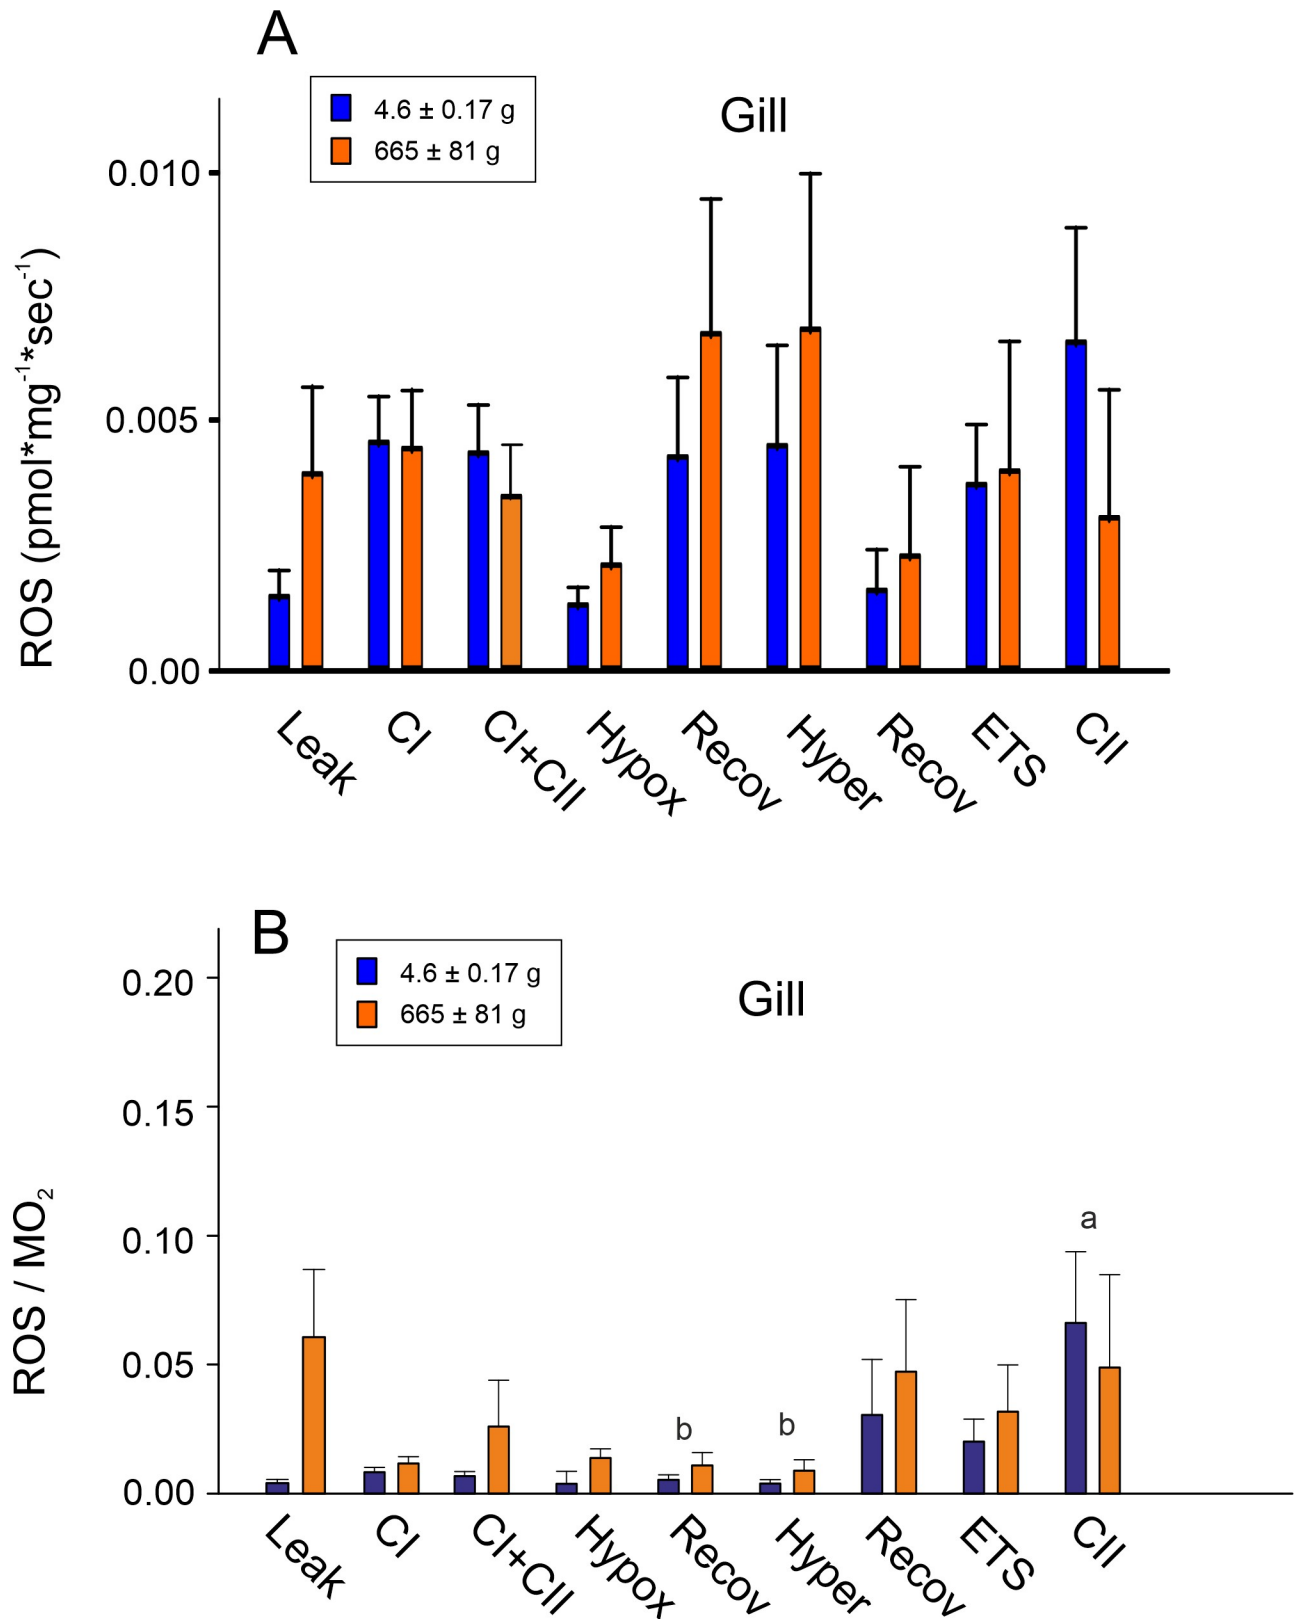 A
4.6 ± 0.17 g
665 ± 81 g
Gill
0.010
0.005
0.00
ROS (pmol*mg⁻¹*sec⁻¹)
Leak
CI
CI+CII
Hypox
Recov
Hyper
Recov
ETS
CII
B
4.6 ± 0.17 g
665 ± 81 g
Gill
0.20
0.15
0.10
0.05
0.00
ROS / MO₂
b
b
a
Leak
CI
CI+CII
Hypox
Recov
Hyper
Recov
ETS
CII